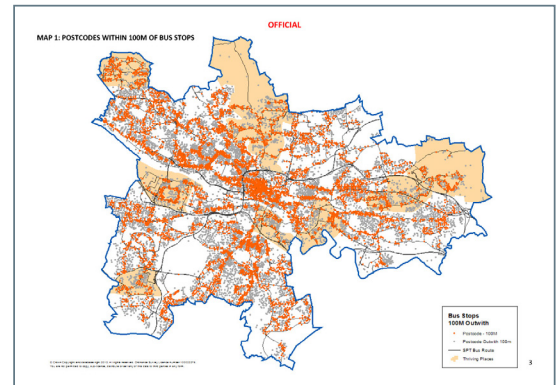 OFFICIAL
MAP 1: POSTCODES WITHIN 100M OF BUS STOPS
Bus Stops
100M Outwith
Postcode - 100M
Postcode Outwith 100m
SPT Bus Route
Thriving Places
3